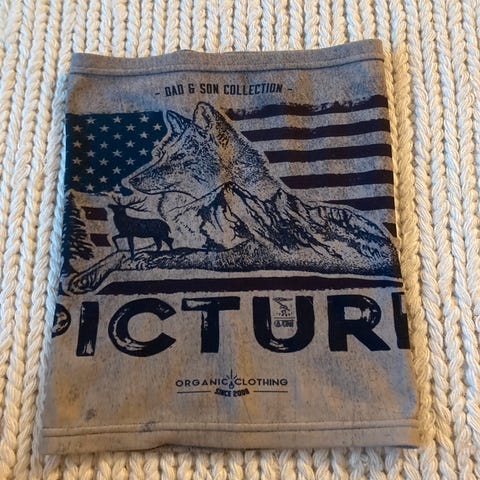 - DAD & SON COLLECTION -
PICTURE
ORGANIC CLOTHING
SINCE 2008